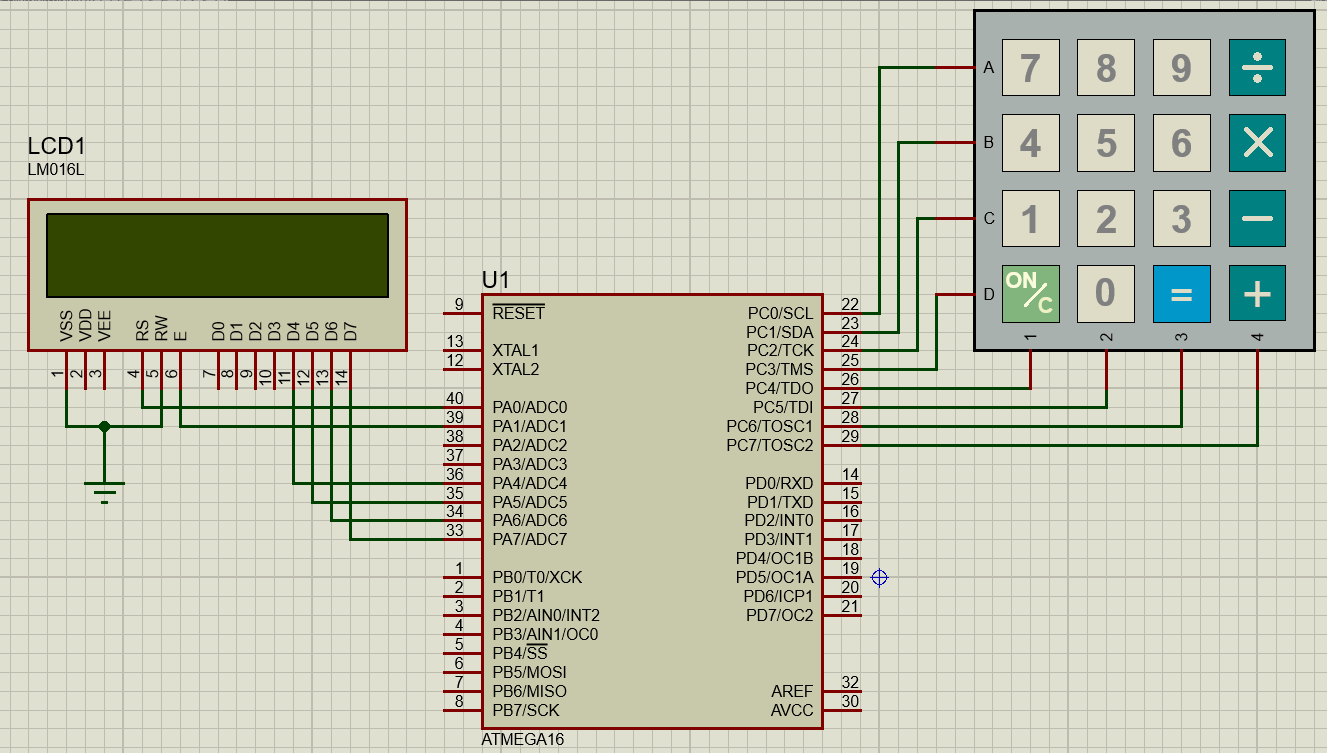 LCD1
LM016L
VSS VDD VEE RS RW E D0 D1 D2 D3 D4 D5 D6 D7
1 2 3 4 5 6 7 8 9 10 11 12 13 14
U1
9 RESET
13 XTAL1
12 XTAL2
40 PA0/ADC0
39 PA1/ADC1
38 PA2/ADC2
37 PA3/ADC3
36 PA4/ADC4
35 PA5/ADC5
34 PA6/ADC6
33 PA7/ADC7
1 PB0/T0/XCK
2 PB1/T1
3 PB2/AIN0/INT2
4 PB3/AIN1/OC0
5 PB4/SS
6 PB5/MOSI
7 PB6/MISO
8 PB7/SCK
PC0/SCL 22
PC1/SDA 23
PC2/TCK 24
PC3/TMS 25
PC4/TDO 26
PC5/TDI 27
PC6/TOSC1 28
PC7/TOSC2 29
PD0/RXD 14
PD1/TXD 15
PD2/INT0 16
PD3/INT1 17
PD4/OC1B 18
PD5/OC1A 19
PD6/ICP1 20
PD7/OC2 21
AREF 32
AVCC 30
ATMEGA16
A 7 8 9 ÷
B 4 5 6 ×
C 1 2 3 −
D ON/C 0 = +
1 2 3 4